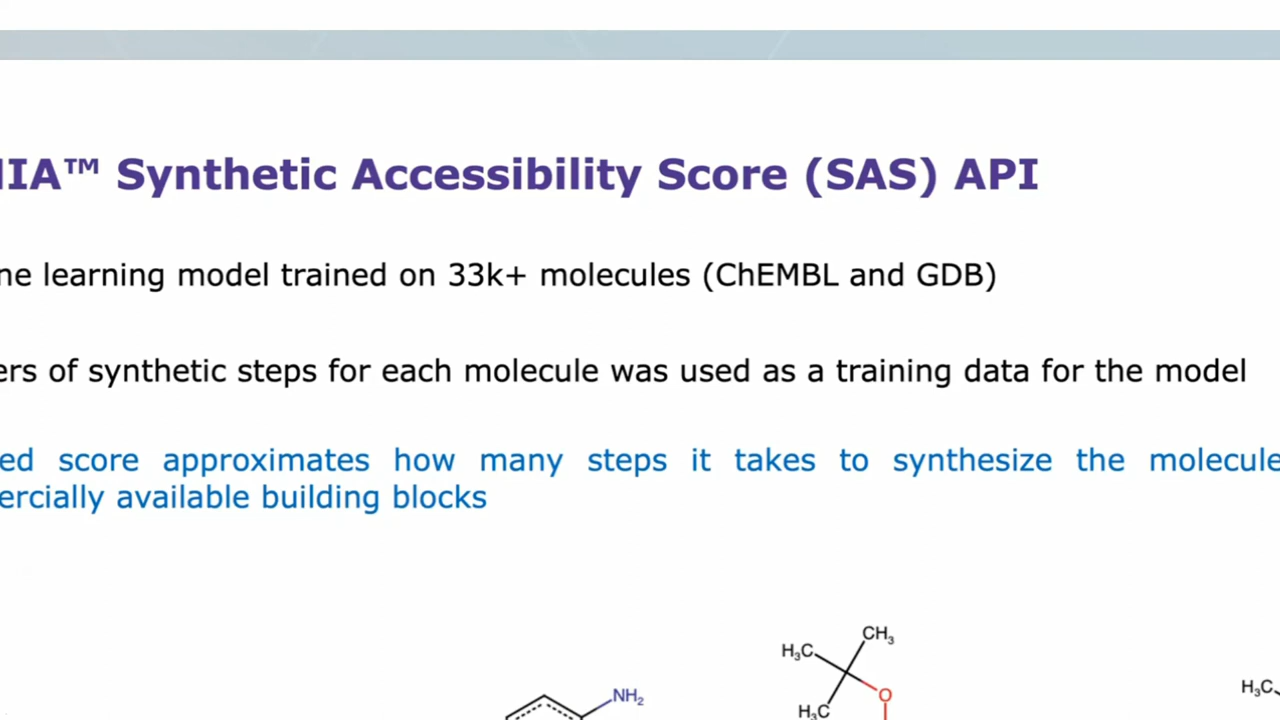 IIA™ Synthetic Accessibility Score (SAS) API
ne learning model trained on 33k+ molecules (ChEMBL and GDB)
ers of synthetic steps for each molecule was used as a training data for the model
ed score approximates how many steps it takes to synthesize the molecule
ercially available building blocks
CH₃
H₃C
H₃C
NH₂
O
H₃C